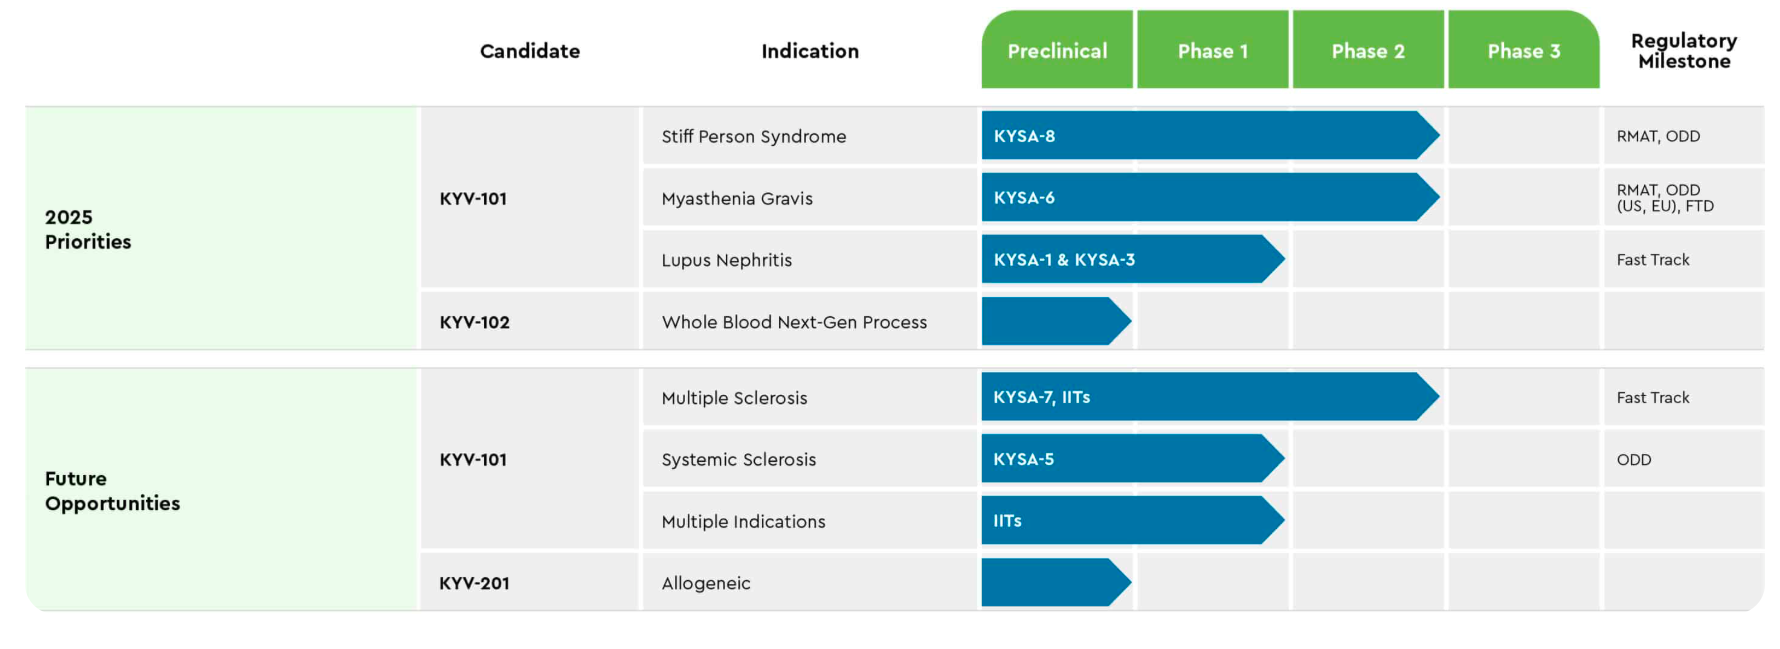 Candidate
Indication
Preclinical
Phase 1
Phase 2
Phase 3
Regulatory
Milestone
2025
Priorities
KYV-101
Stiff Person Syndrome
KYSA-8
RMAT, ODD
Myasthenia Gravis
KYSA-6
RMAT, ODD
(US, EU), FTD
Lupus Nephritis
KYSA-1 & KYSA-3
Fast Track
KYV-102
Whole Blood Next-Gen Process
Future
Opportunities
KYV-101
Multiple Sclerosis
KYSA-7, IITs
Fast Track
Systemic Sclerosis
KYSA-5
ODD
Multiple Indications
IITs
KYV-201
Allogeneic